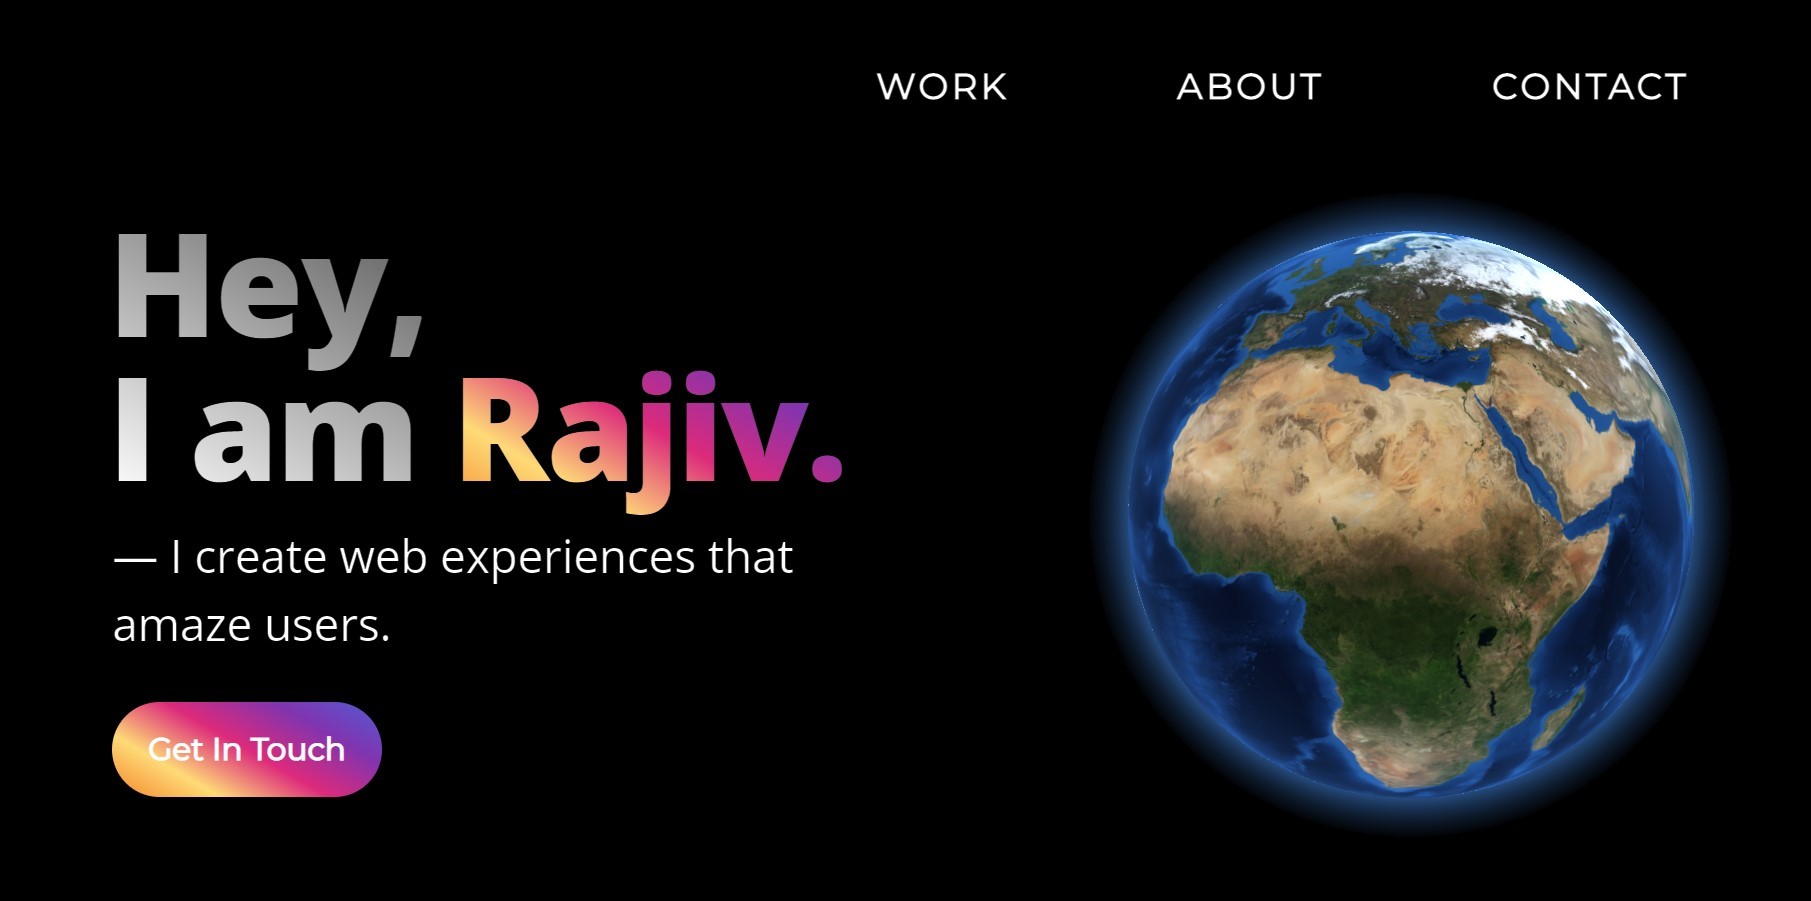 WORK ABOUT CONTACT
Hey,
I am Rajiv.
— I create web experiences that
amaze users.
Get In Touch